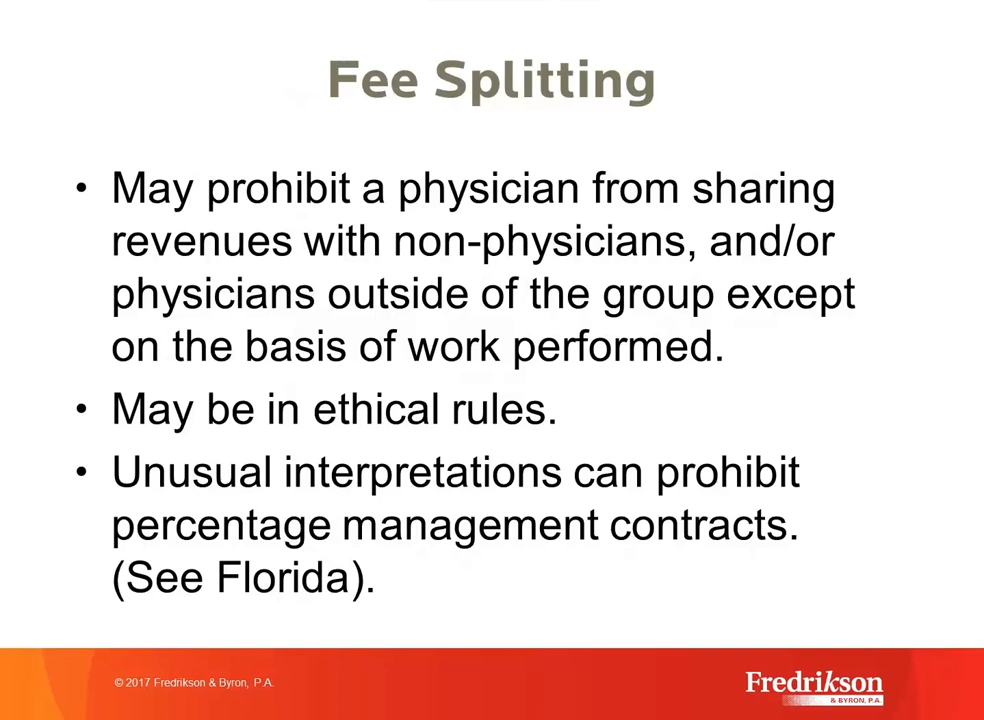 Fee Splitting
• May prohibit a physician from sharing
revenues with non-physicians, and/or
physicians outside of the group except
on the basis of work performed.
• May be in ethical rules.
• Unusual interpretations can prohibit
percentage management contracts.
(See Florida).
© 2017 Fredrikson & Byron, P.A.
Fredrikson
& BYRON, P.A.